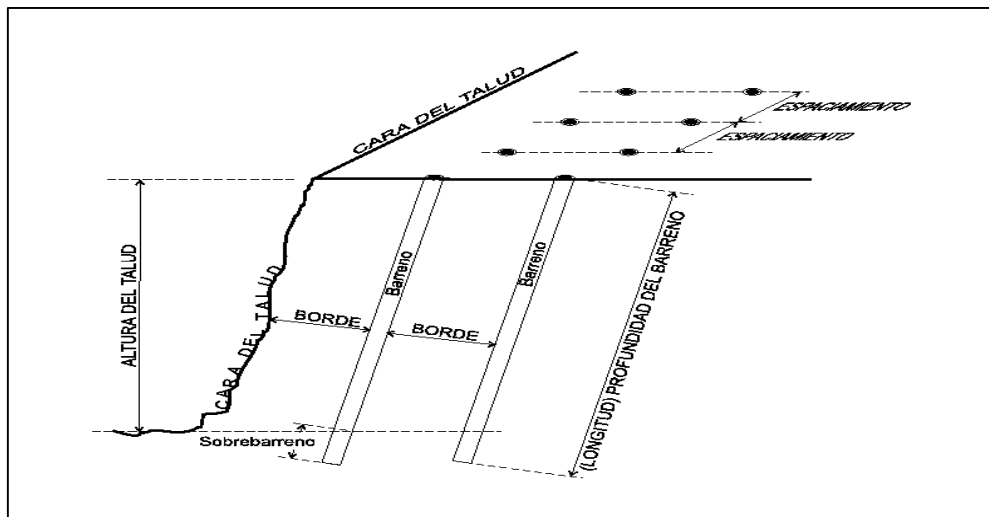 CARA DEL TALUD
ESPACIAMIENTO
ESPACIAMIENTO
ALTURA DEL TALUD
CARA DEL TALUD
Barreno
Barreno
BORDE
BORDE
(LONGITUD) PROFUNDIDAD DEL BARRENO
Sobrebarreno